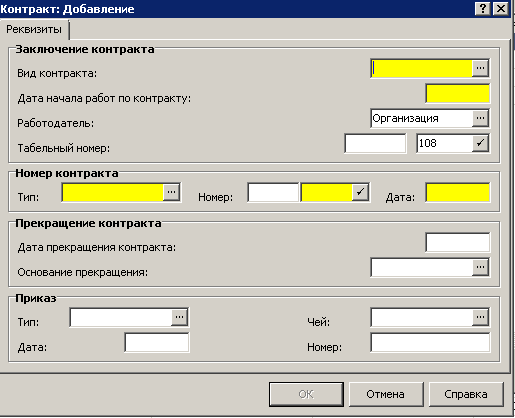 Контракт: Добавление
Реквизиты
Заключение контракта
Вид контракта:
Дата начала работ по контракту:
Работодатель: Организация
Табельный номер: 108
Номер контракта
Тип: Номер: Дата:
Прекращение контракта
Дата прекращения контракта:
Основание прекращения:
Приказ
Тип: Чей:
Дата: Номер:
ОК Отмена Справка